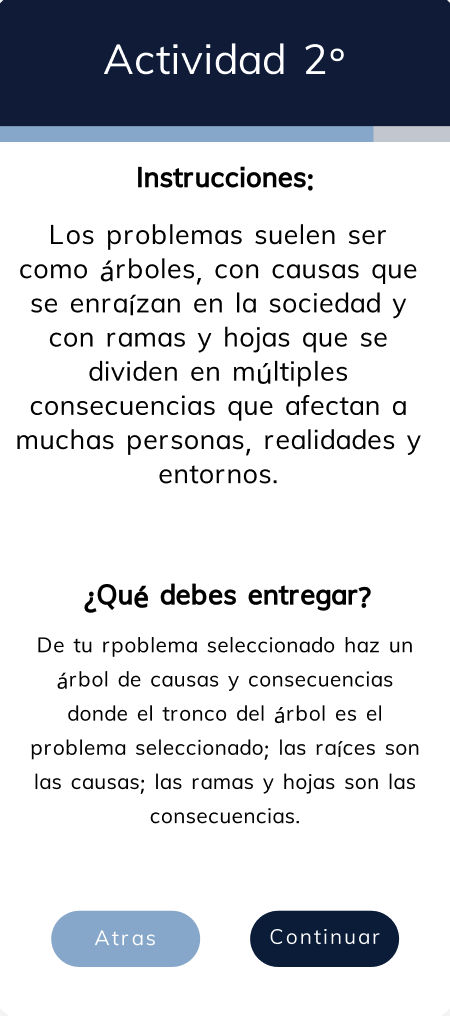 Actividad 2º
Instrucciones:
Los problemas suelen ser
como árboles, con causas que
se enraízan en la sociedad y
con ramas y hojas que se
dividen en múltiples
consecuencias que afectan a
muchas personas, realidades y
entornos.
¿Qué debes entregar?
De tu rpoblema seleccionado haz un
árbol de causas y consecuencias
donde el tronco del árbol es el
problema seleccionado; las raíces son
las causas; las ramas y hojas son las
consecuencias.
Atras
Continuar